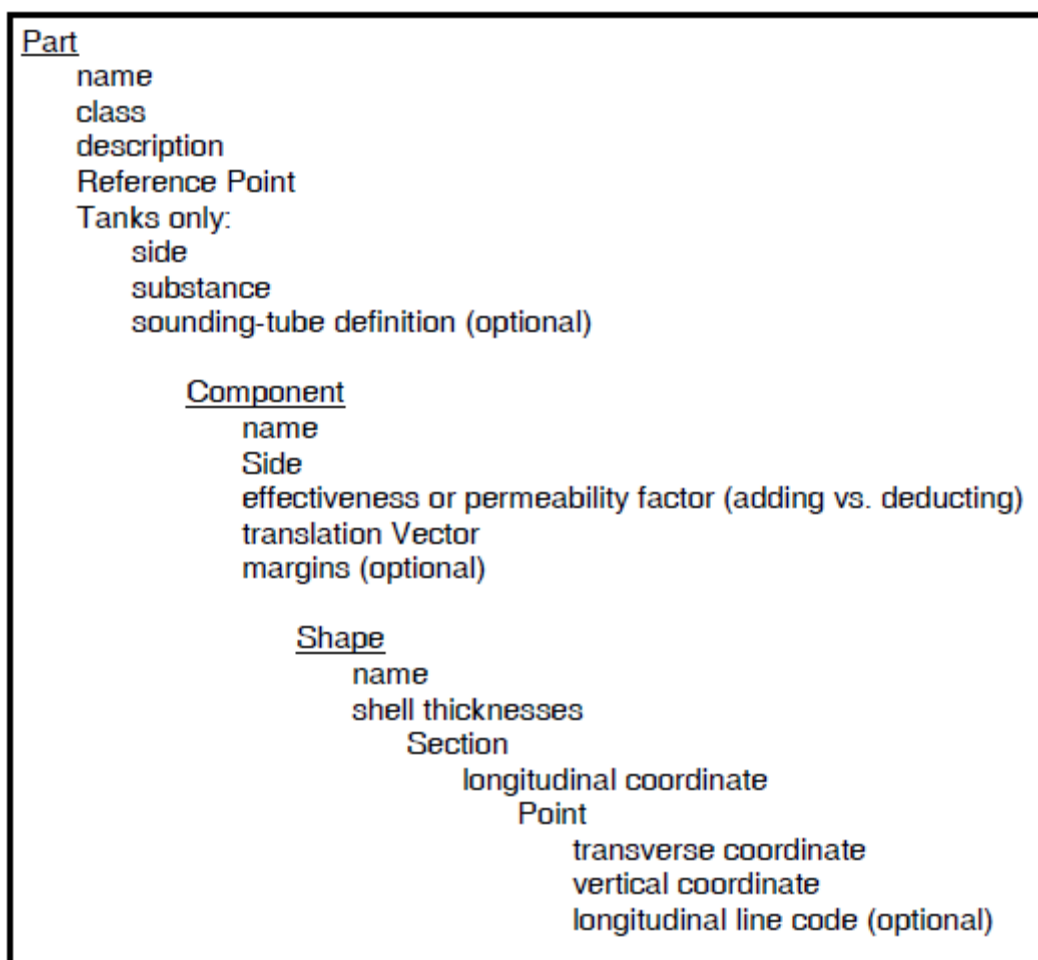 Part
name
class
description
Reference Point
Tanks only:
side
substance
sounding-tube definition (optional)
Component
name
Side
effectiveness or permeability factor (adding vs. deducting)
translation Vector
margins (optional)
Shape
name
shell thicknesses
Section
longitudinal coordinate
Point
transverse coordinate
vertical coordinate
longitudinal line code (optional)